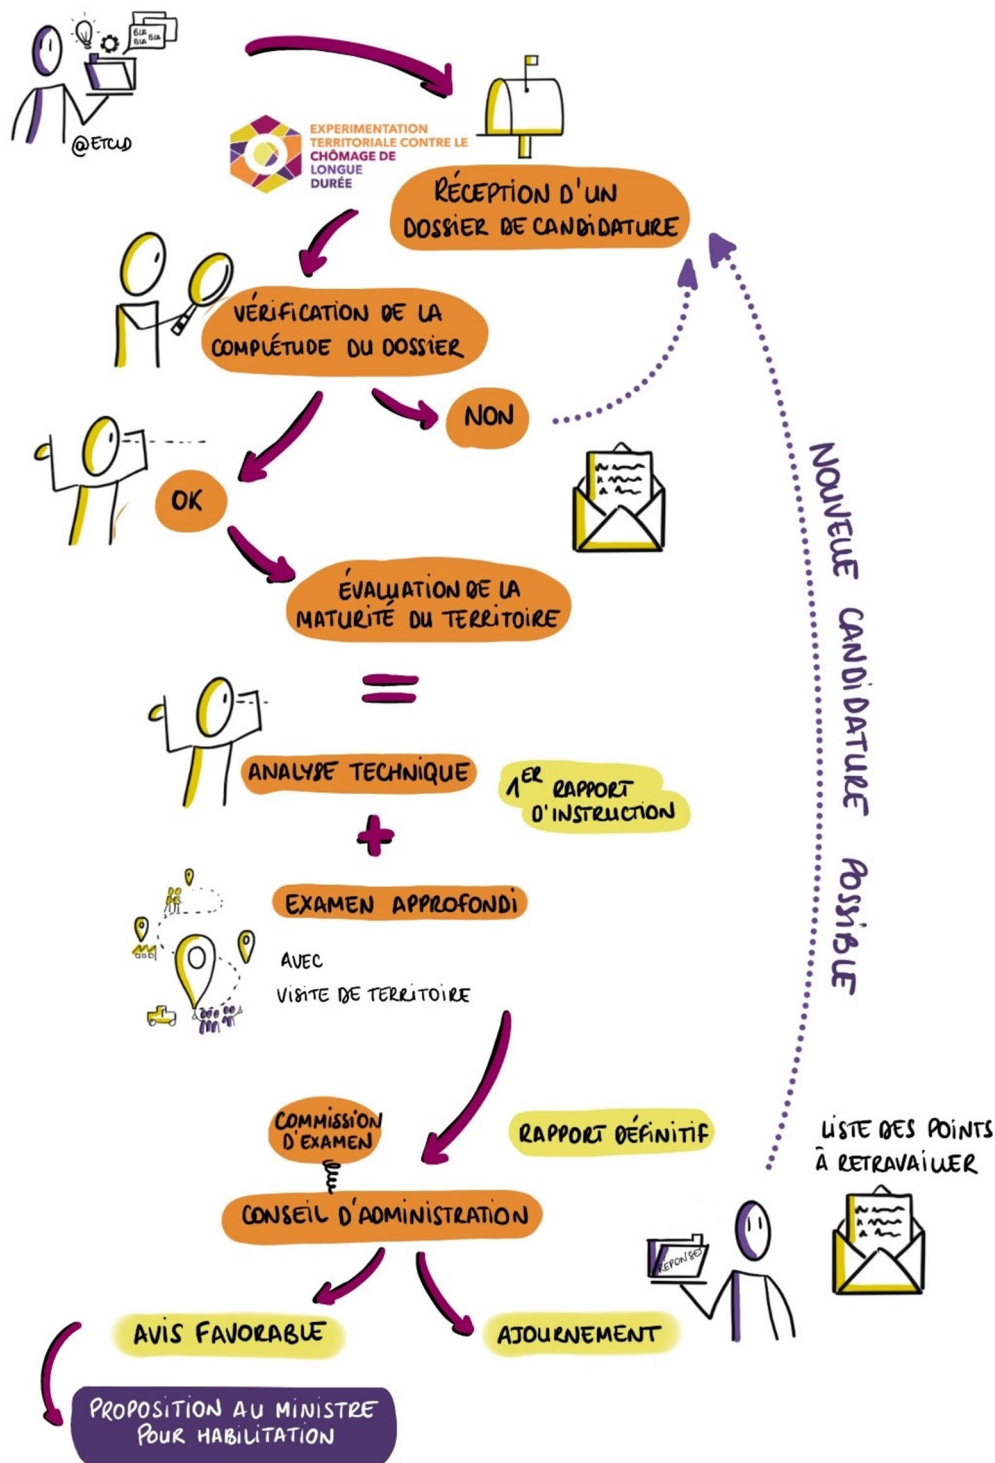 BLA
BLA BLA
@ETCLD
EXPERIMENTATION
TERRITORIALE CONTRE LE
CHÔMAGE DE
LONGUE
DURÉE
RÉCEPTION D'UN
DOSSIER DE CANDIDATURE
VÉRIFICATION DE LA
COMPLÉTUDE DU DOSSIER
NON
OK
ÉVALUATION DE LA
MATURITÉ DU TERRITOIRE
=
ANALYSE TECHNIQUE
1ER RAPPORT
D'INSTRUCTION
+
EXAMEN APPROFONDI
AVEC
VISITE DE TERRITOIRE
NOUVELLE CANDIDATURE POSSIBLE
COMMISSION
D'EXAMEN
RAPPORT DÉFINITIF
LISTE DES POINTS
À RETRAVAILLER
CONSEIL D'ADMINISTRATION
RÉPONSES
AVIS FAVORABLE
AJOURNEMENT
PROPOSITION AU MINISTRE
POUR HABILITATION